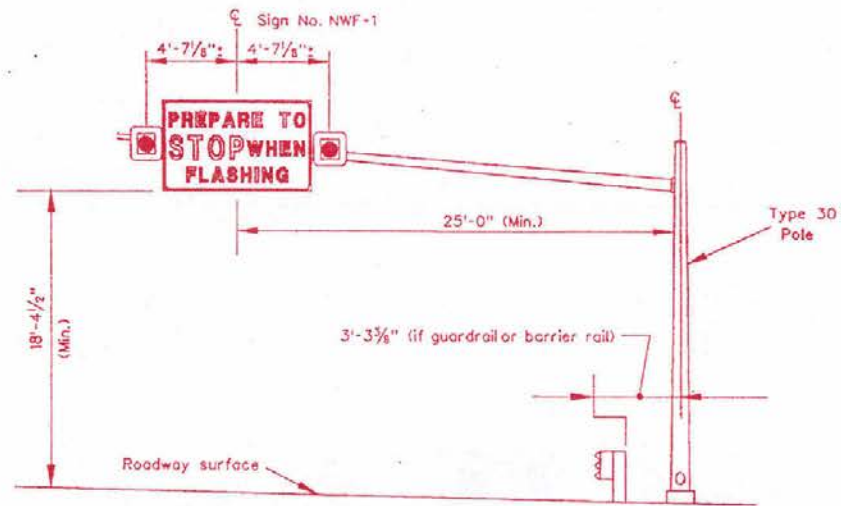 ℄ Sign No. NWF-1
4'-7⅛"± 4'-7⅛"±
℄
PREPARE TO
STOP WHEN
FLASHING
25'-0" (Min.)
Type 30
Pole
18'-4½"
(Min.)
3'-3⅜" (if guardrail or barrier rail)
Roadway surface